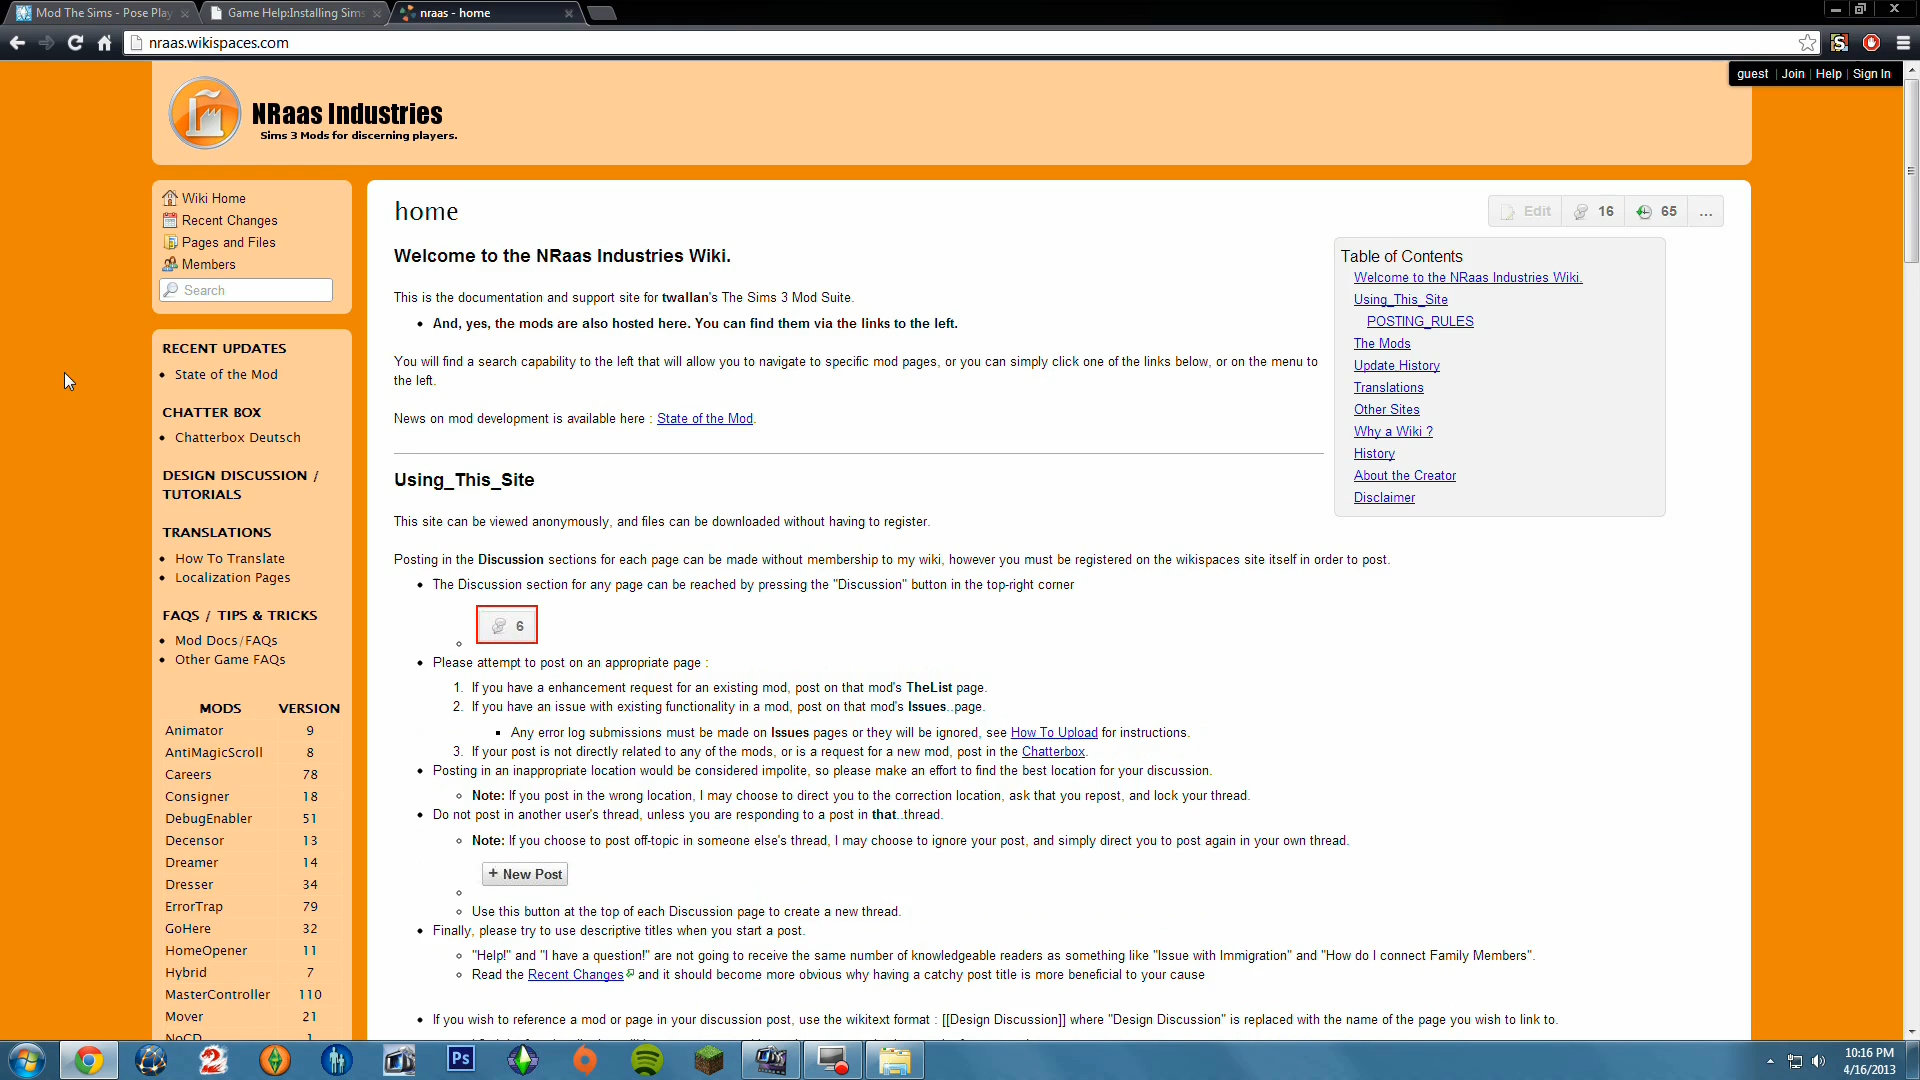 Mod The Sims - Pose Play
Game Help:Installing Sims
nraas - home
nraas.wikispaces.com
guest | Join | Help | Sign In
NRaas Industries
Sims 3 Mods for discerning players.
Wiki Home
Recent Changes
Pages and Files
Members
Search
RECENT UPDATES
State of the Mod
CHATTER BOX
Chatterbox Deutsch
DESIGN DISCUSSION /
TUTORIALS
TRANSLATIONS
How To Translate
Localization Pages
FAQS / TIPS & TRICKS
Mod Docs/FAQs
Other Game FAQs
MODS VERSION
Animator 9
AntiMagicScroll 8
Careers 78
Consigner 18
DebugEnabler 51
Decensor 13
Dreamer 14
Dresser 34
ErrorTrap 79
GoHere 32
HomeOpener 11
Hybrid 7
MasterController 110
Mover 21
NoCD 1
home
Edit 16 65 ...
Welcome to the NRaas Industries Wiki.
This is the documentation and support site for twallan's The Sims 3 Mod Suite.
And, yes, the mods are also hosted here. You can find them via the links to the left.
You will find a search capability to the left that will allow you to navigate to specific mod pages, or you can simply click one of the links below, or on the menu to
the left.
News on mod development is available here : State of the Mod.
Table of Contents
Welcome to the NRaas Industries Wiki.
Using_This_Site
POSTING_RULES
The Mods
Update History
Translations
Other Sites
Why a Wiki ?
History
About the Creator
Disclaimer
Using_This_Site
This site can be viewed anonymously, and files can be downloaded without having to register.
Posting in the Discussion sections for each page can be made without membership to my wiki, however you must be registered on the wikispaces site itself in order to post.
The Discussion section for any page can be reached by pressing the "Discussion" button in the top-right corner
6
Please attempt to post on an appropriate page :
1. If you have a enhancement request for an existing mod, post on that mod's TheList page.
2. If you have an issue with existing functionality in a mod, post on that mod's Issues..page.
Any error log submissions must be made on Issues pages or they will be ignored, see How To Upload for instructions.
3. If your post is not directly related to any of the mods, or is a request for a new mod, post in the Chatterbox.
Posting in an inappropriate location would be considered impolite, so please make an effort to find the best location for your discussion.
Note: If you post in the wrong location, I may choose to direct you to the correction location, ask that you repost, and lock your thread.
Do not post in another user's thread, unless you are responding to a post in that..thread.
Note: If you choose to post off-topic in someone else's thread, I may choose to ignore your post, and simply direct you to post again in your own thread.
+ New Post
Use this button at the top of each Discussion page to create a new thread.
Finally, please try to use descriptive titles when you start a post.
"Help!" and "I have a question!" are not going to receive the same number of knowledgeable readers as something like "Issue with Immigration" and "How do I connect Family Members".
Read the Recent Changes and it should become more obvious why having a catchy post title is more beneficial to your cause
If you wish to reference a mod or page in your discussion post, use the wikitext format : [[Design Discussion]] where "Design Discussion" is replaced with the name of the page you wish to link to.
2
Ps
10:16 PM
4/16/2013